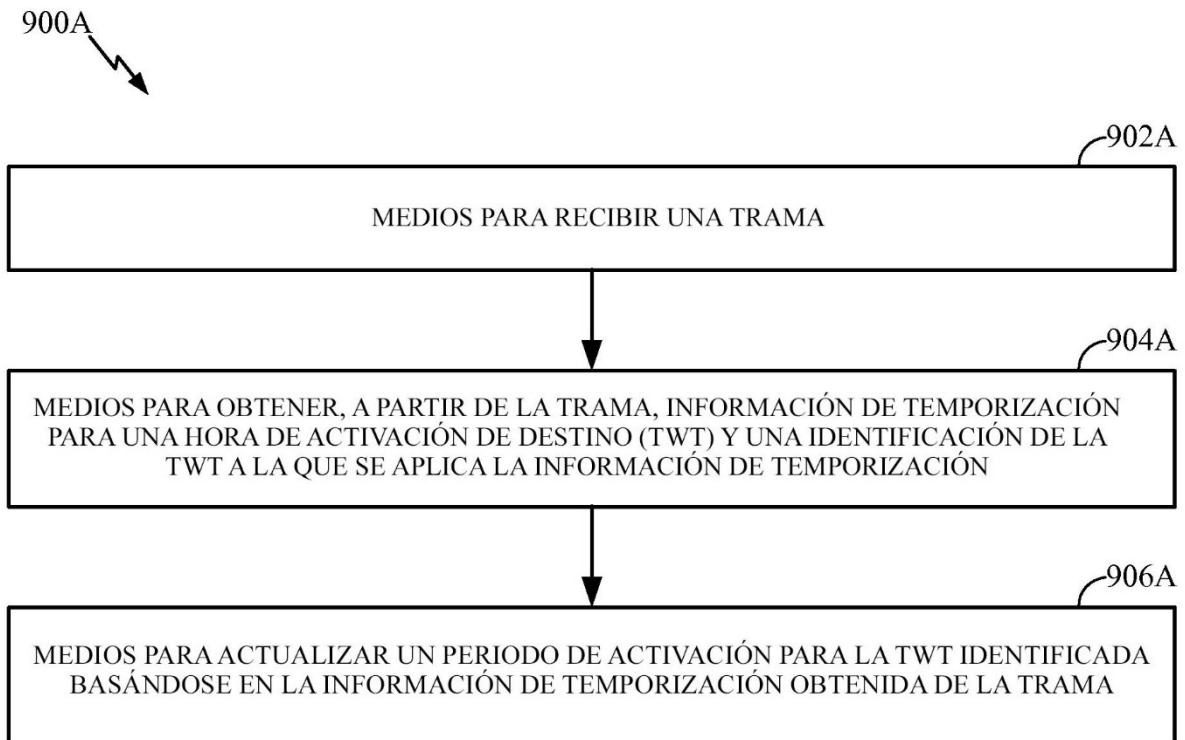 900A
902A
MEDIOS PARA RECIBIR UNA TRAMA
904A
MEDIOS PARA OBTENER, A PARTIR DE LA TRAMA, INFORMACIÓN DE TEMPORIZACIÓN
PARA UNA HORA DE ACTIVACIÓN DE DESTINO (TWT) Y UNA IDENTIFICACIÓN DE LA
TWT A LA QUE SE APLICA LA INFORMACIÓN DE TEMPORIZACIÓN
906A
MEDIOS PARA ACTUALIZAR UN PERIODO DE ACTIVACIÓN PARA LA TWT IDENTIFICADA
BASÁNDOSE EN LA INFORMACIÓN DE TEMPORIZACIÓN OBTENIDA DE LA TRAMA